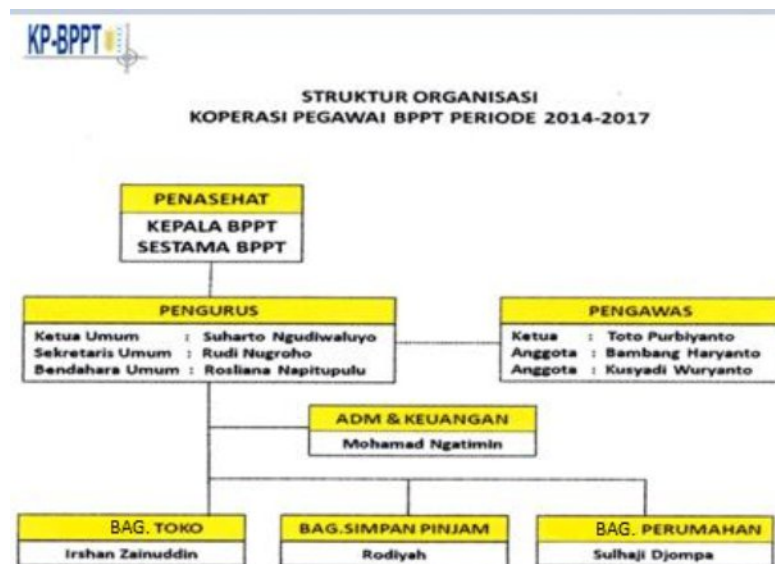 KP-BPPT
STRUKTUR ORGANISASI
KOPERASI PEGAWAI BPPT PERIODE 2014-2017
PENASEHAT
KEPALA BPPT
SESTAMA BPPT
PENGURUS
Ketua Umum : Suharto Ngudiwaluyo
Sekretaris Umum : Rudi Nugroho
Bendahara Umum : Rosliana Napitupulu
PENGAWAS
Ketua : Toto Purbiyanto
Anggota : Bambang Haryanto
Anggota : Kusyadi Wuryanto
ADM & KEUANGAN
Mohamad Ngatimin
BAG. TOKO
Irshan Zainuddin
BAG.SIMPAN PINJAM
Rodiyah
BAG. PERUMAHAN
Sulhaji Djompa